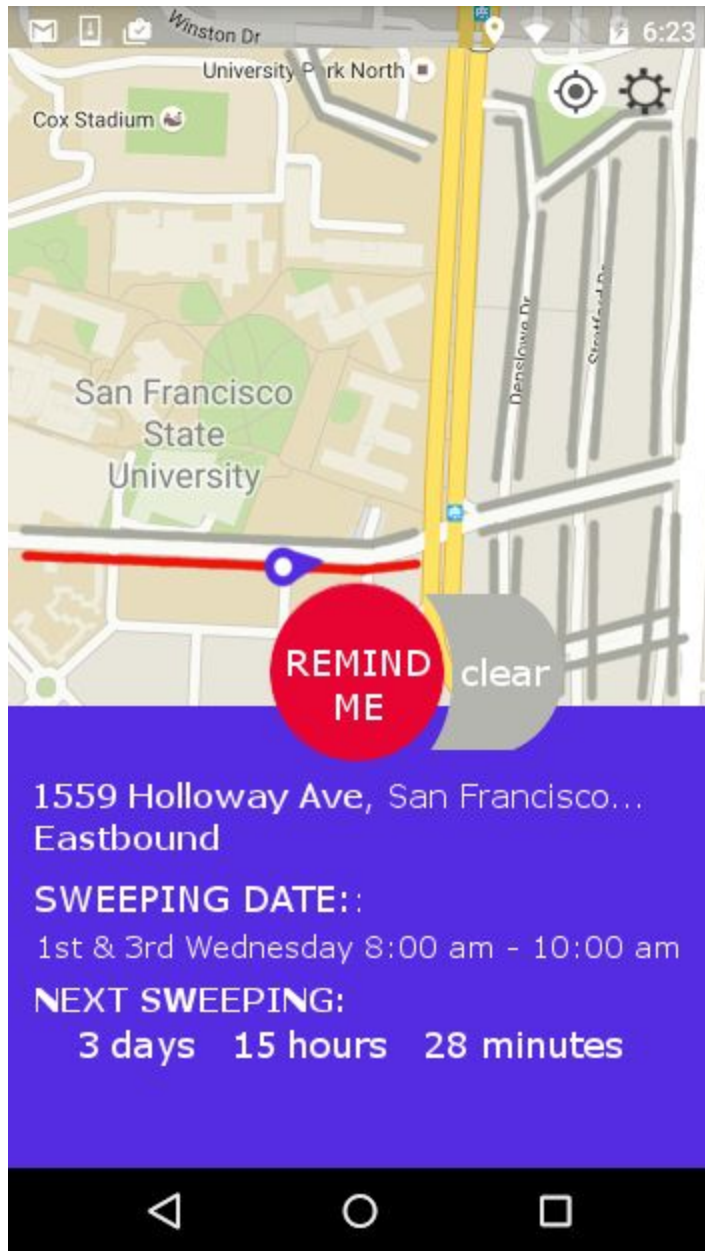 6:23
Winston Dr
University Park North
Cox Stadium
Denslowe Dr
Stratford Dr
San Francisco
State
University
REMIND
ME
clear
1559 Holloway Ave, San Francisco...
Eastbound
SWEEPING DATE::
1st & 3rd Wednesday 8:00 am - 10:00 am
NEXT SWEEPING:
3 days 15 hours 28 minutes